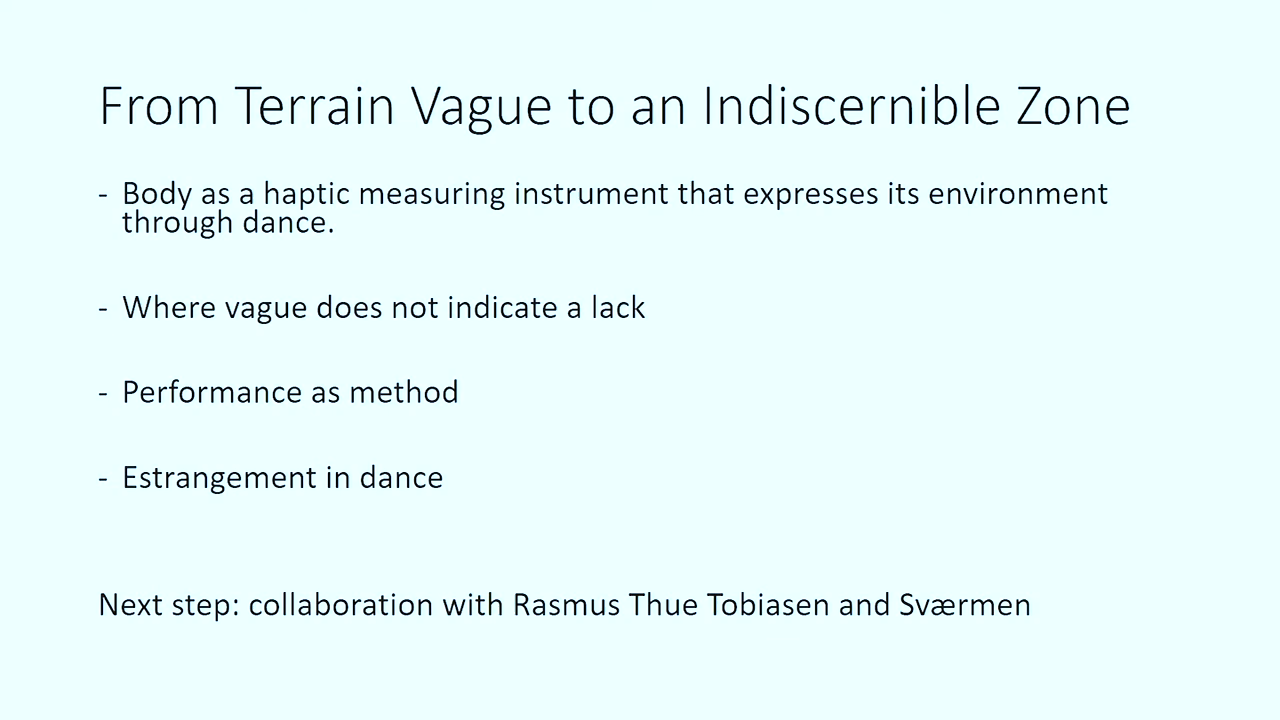 From Terrain Vague to an Indiscernible Zone
- Body as a haptic measuring instrument that expresses its environment
through dance.
- Where vague does not indicate a lack
- Performance as method
- Estrangement in dance
Next step: collaboration with Rasmus Thue Tobiasen and Sværmen